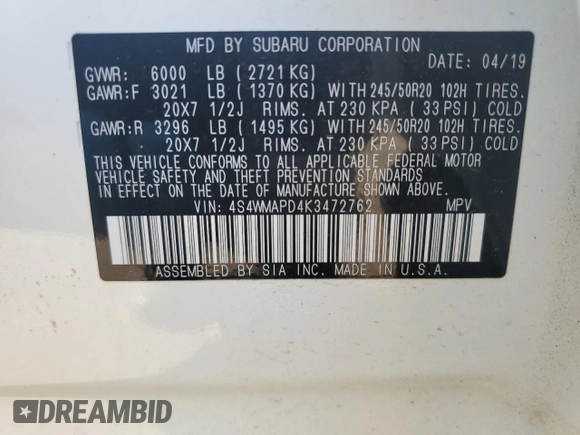 MFD BY SUBARU CORPORATION
DATE: 04/19
GVWR: 6000 LB (2721 KG)
GAWR:F 3021 LB (1370 KG) WITH 245/50R20 102H TIRES.
20X7 1/2J RIMS. AT 230 KPA (33 PSI) COLD
GAWR:R 3296 LB (1495 KG) WITH 245/50R20 102H TIRES.
20X7 1/2J RIMS. AT 230 KPA (33 PSI) COLD
THIS VEHICLE CONFORMS TO ALL APPLICABLE FEDERAL MOTOR
VEHICLE SAFETY AND THEFT PREVENTION STANDARDS IN EFFECT
ON THE DATE OF MANUFACTURE SHOWN ABOVE.
VIN: 4S4WMAPD4K3472762 MPV
ASSEMBLED BY SIA INC. MADE IN U.S.A.
DREAMBID